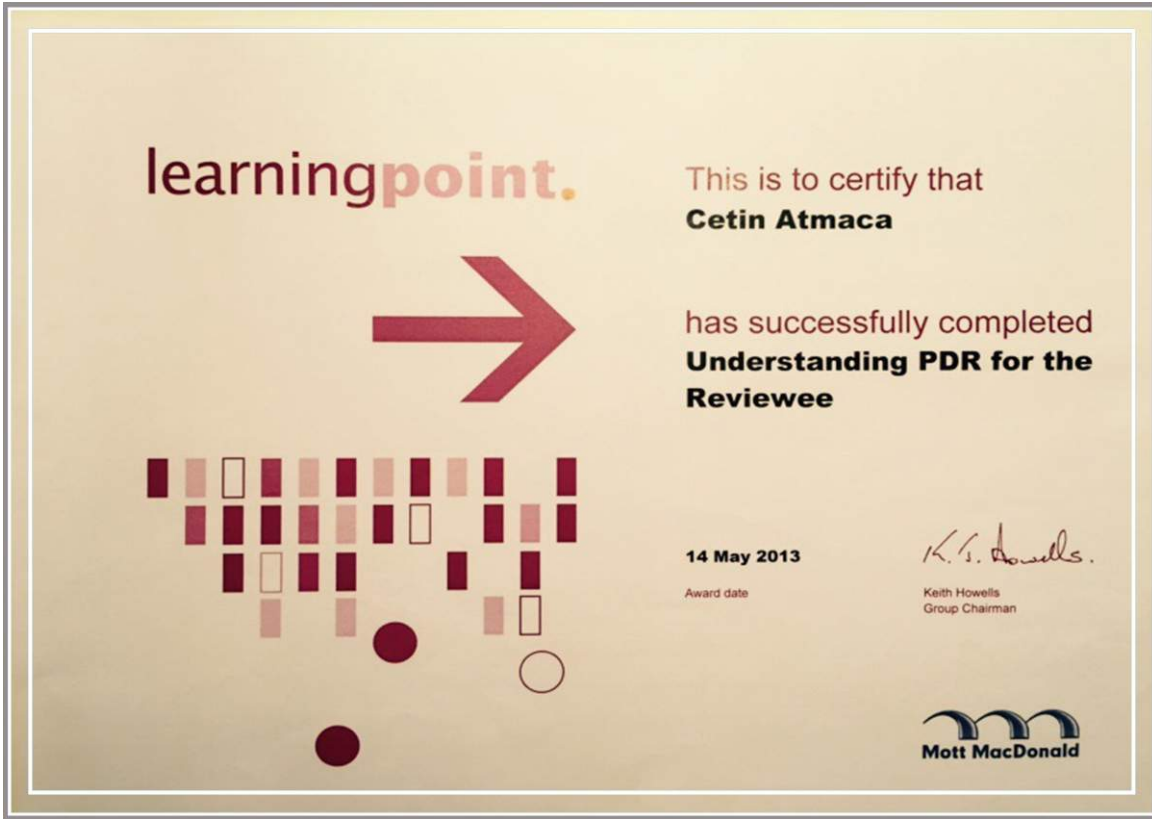 learningpoint.
This is to certify that
Cetin Atmaca
has successfully completed
Understanding PDR for the
Reviewee
14 May 2013
Award date
K. J. Howells.
Keith Howells
Group Chairman
Mott MacDonald